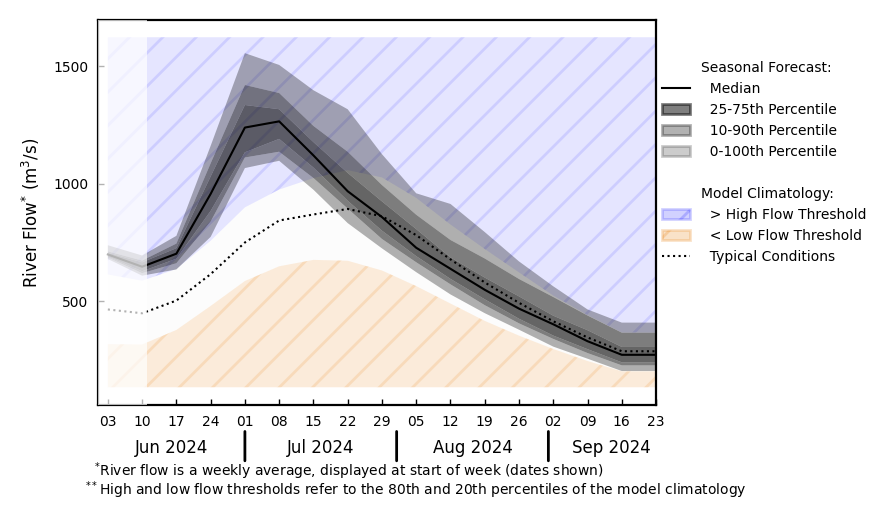 1500
1000
500
River Flow* (m³/s)
03 10 17 24 01 08 15 22 29 05 12 19 26 02 09 16 23
Jun 2024 Jul 2024 Aug 2024 Sep 2024
*River flow is a weekly average, displayed at start of week (dates shown)
**High and low flow thresholds refer to the 80th and 20th percentiles of the model climatology
Seasonal Forecast:
Median
25-75th Percentile
10-90th Percentile
0-100th Percentile
Model Climatology:
> High Flow Threshold
< Low Flow Threshold
Typical Conditions